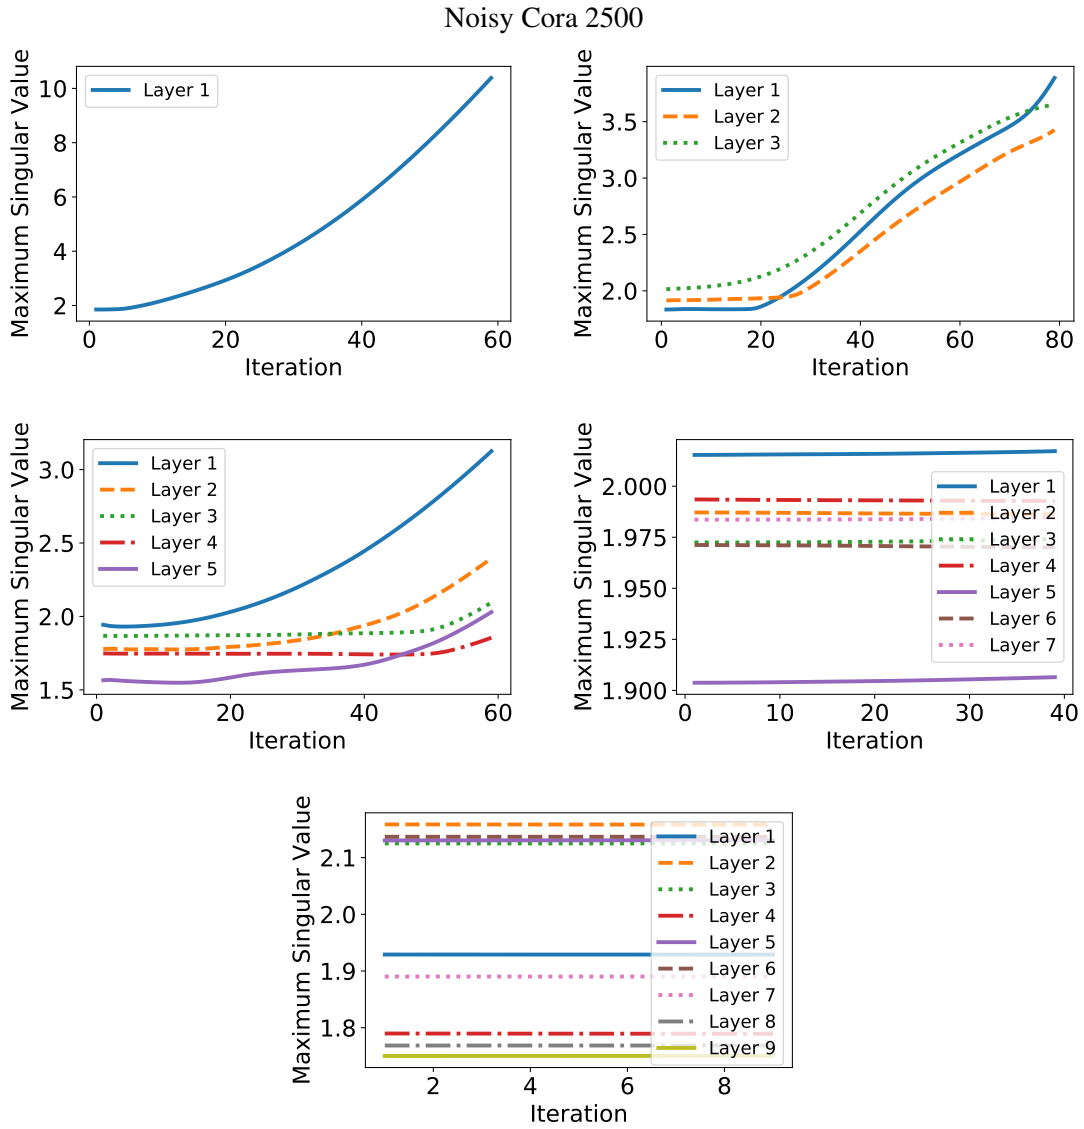 Noisy Cora 2500
Maximum Singular Value
10
8
6
4
2
Layer 1
0
20
40
60
Iteration
Maximum Singular Value
3.5
3.0
2.5
2.0
Layer 1
Layer 2
Layer 3
0
20
40
60
80
Iteration
Maximum Singular Value
3.0
2.5
2.0
1.5
Layer 1
Layer 2
Layer 3
Layer 4
Layer 5
0
20
40
60
Iteration
Maximum Singular Value
2.000
1.975
1.950
1.925
1.900
Layer 1
Layer 2
Layer 3
Layer 4
Layer 5
Layer 6
Layer 7
0
10
20
30
40
Iteration
Maximum Singular Value
2.1
2.0
1.9
1.8
Layer 1
Layer 2
Layer 3
Layer 4
Layer 5
Layer 6
Layer 7
Layer 8
Layer 9
2
4
6
8
Iteration